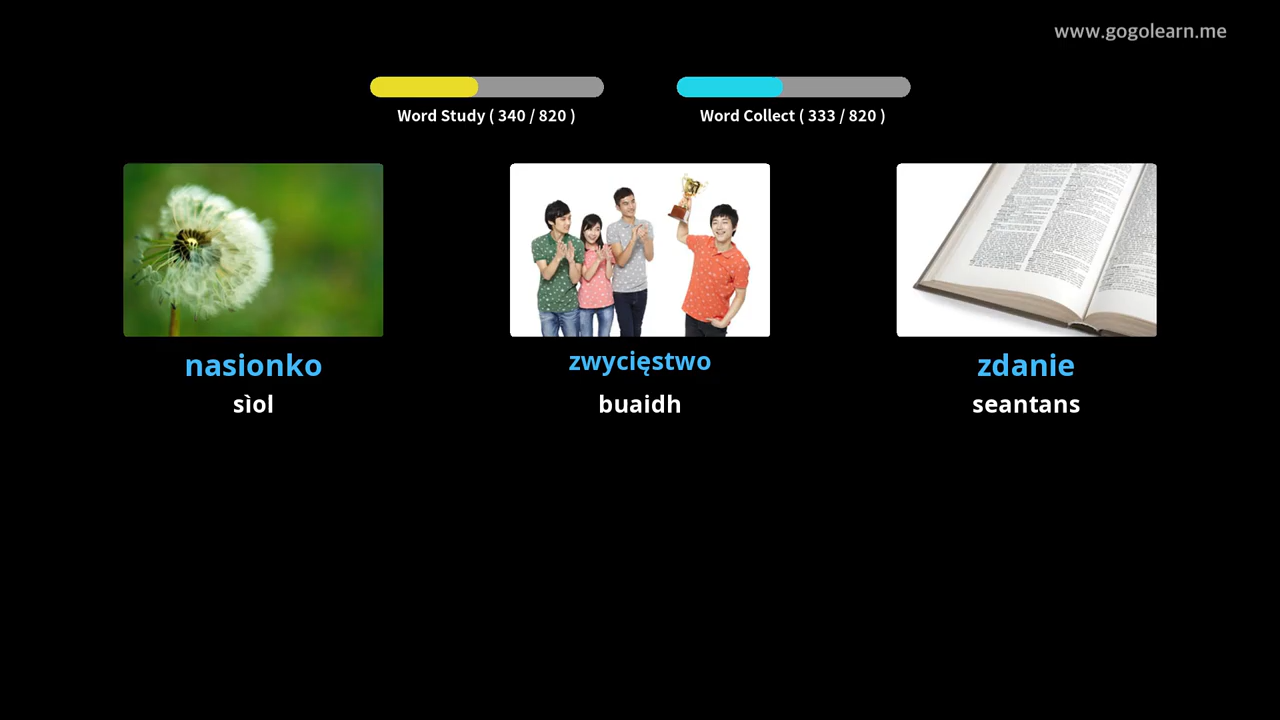 www.gogolearn.me
Word Study ( 340 / 820 )
Word Collect ( 333 / 820 )
nasionko
sìol
zwycięstwo
buaidh
zdanie
seantans